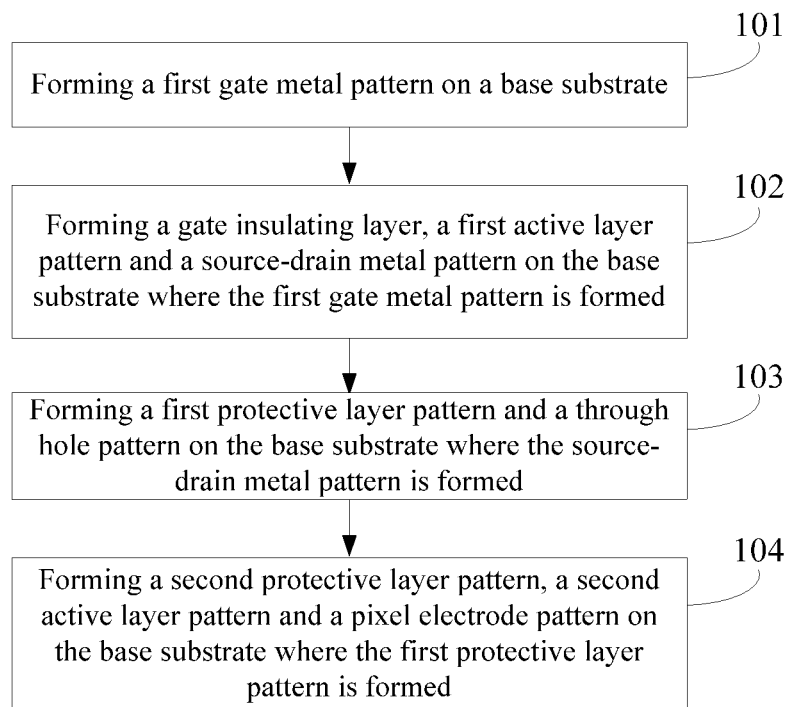 101
Forming a first gate metal pattern on a base substrate
102
Forming a gate insulating layer, a first active layer
pattern and a source-drain metal pattern on the base
substrate where the first gate metal pattern is formed
103
Forming a first protective layer pattern and a through
hole pattern on the base substrate where the source-
drain metal pattern is formed
104
Forming a second protective layer pattern, a second
active layer pattern and a pixel electrode pattern on
the base substrate where the first protective layer
pattern is formed